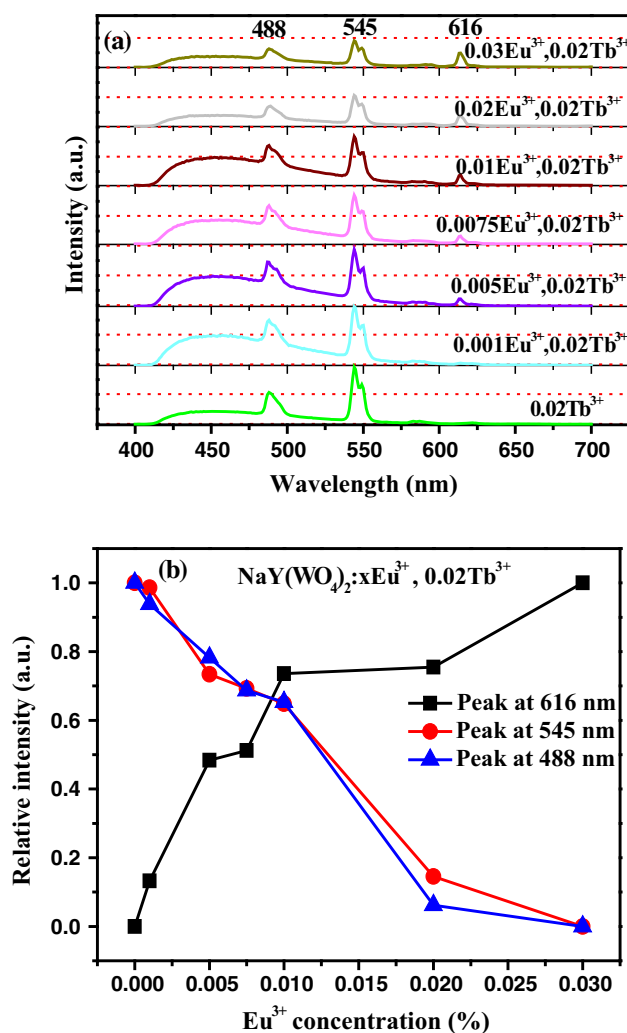 (a)
488 545 616
0.03Eu³⁺,0.02Tb³⁺
0.02Eu³⁺,0.02Tb³⁺
0.01Eu³⁺,0.02Tb³⁺
0.0075Eu³⁺,0.02Tb³⁺
0.005Eu³⁺,0.02Tb³⁺
0.001Eu³⁺,0.02Tb³⁺
0.02Tb³⁺
Intensity (a.u.)
400 450 500 550 600 650 700
Wavelength (nm)
(b)
NaY(WO₄)₂:xEu³⁺, 0.02Tb³⁺
1.0
0.8
0.6
0.4
0.2
0.0
Relative intensity (a.u.)
Peak at 616 nm
Peak at 545 nm
Peak at 488 nm
0.000 0.005 0.010 0.015 0.020 0.025 0.030
Eu³⁺ concentration (%)